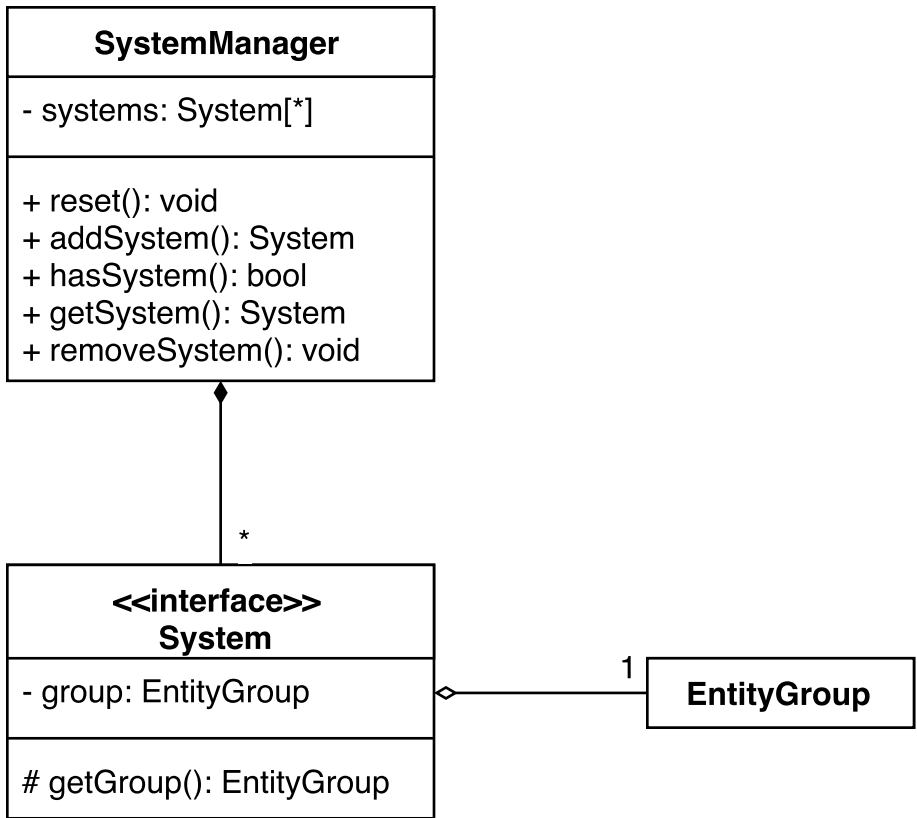 SystemManager
- systems: System[*]
+ reset(): void
+ addSystem(): System
+ hasSystem(): bool
+ getSystem(): System
+ removeSystem(): void
*
<<interface>>
System
- group: EntityGroup
1
EntityGroup
# getGroup(): EntityGroup